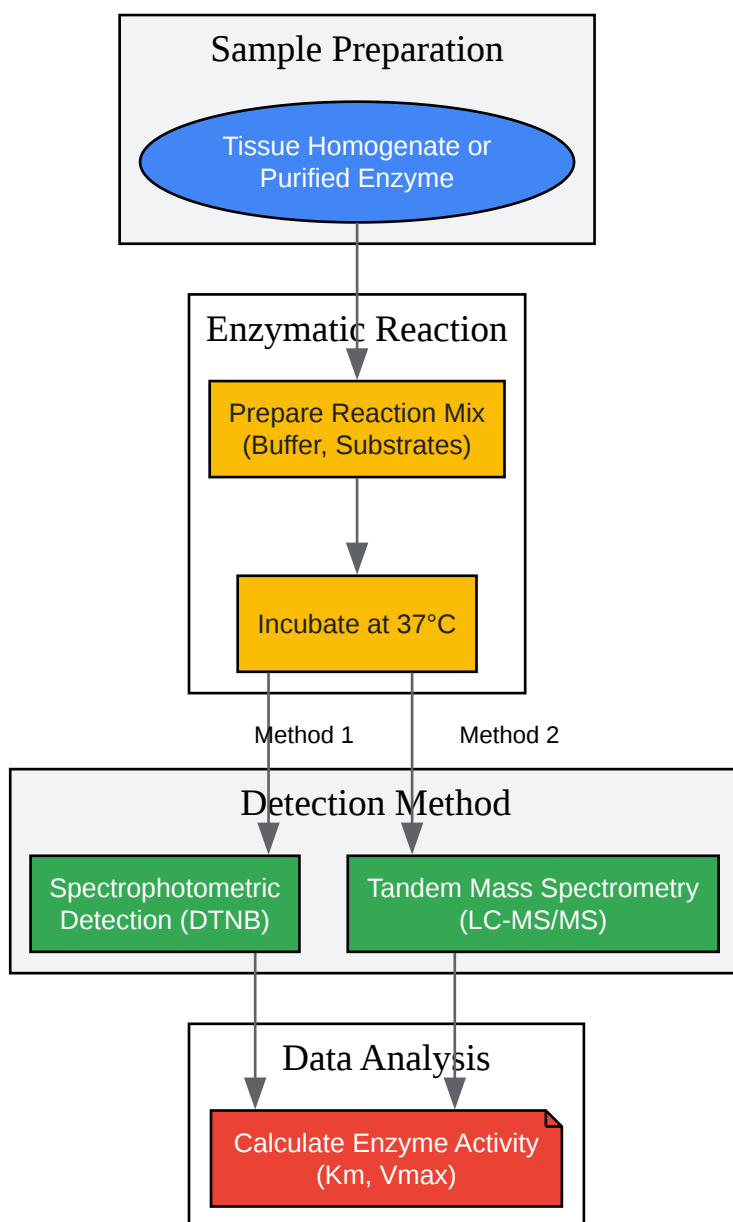 Sample Preparation
Tissue Homogenate or
Purified Enzyme
Enzymatic Reaction
Prepare Reaction Mix
(Buffer, Substrates)
Incubate at 37°C
Method 1
Method 2
Detection Method
Spectrophotometric
Detection (DTNB)
Tandem Mass Spectrometry
(LC-MS/MS)
Data Analysis
Calculate Enzyme Activity
(Km, Vmax)